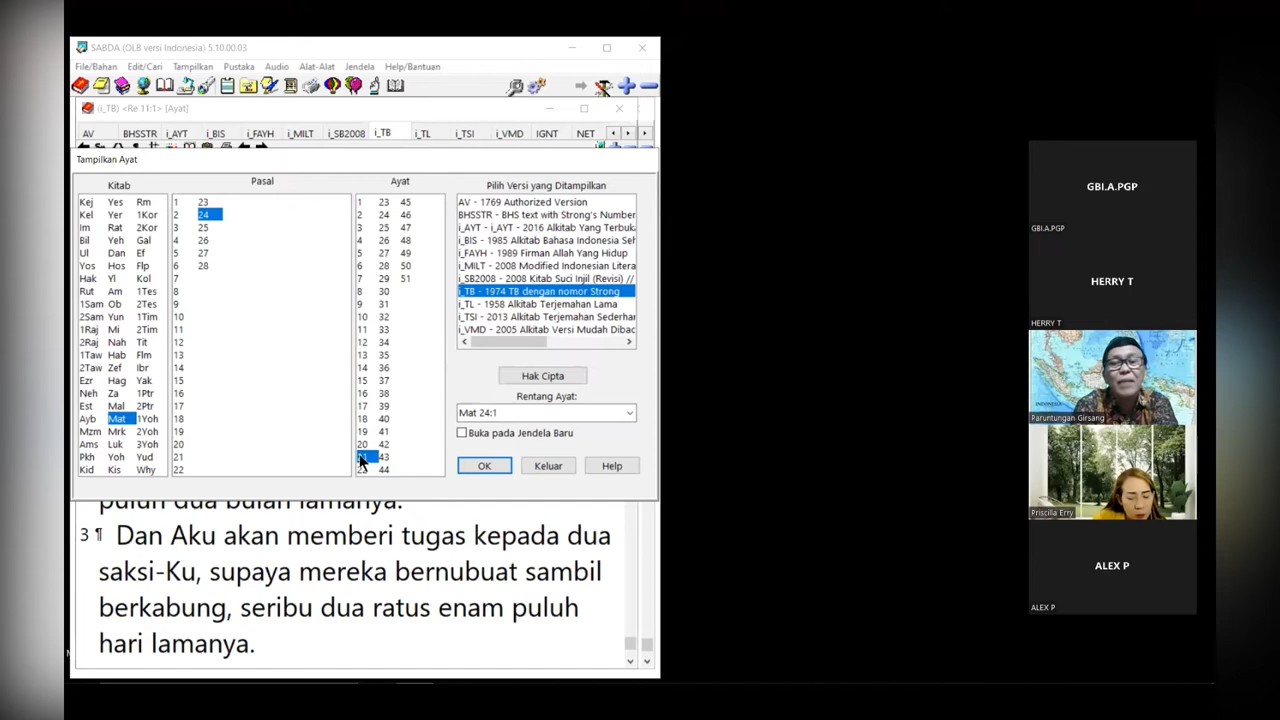 SABDA (OLB versi Indonesia) 5.10.00.03
File/Bahan Edit/Cari Tampilkan Pustaka Audio Alat-Alat Jendela Help/Bantuan
(i_TB) <Re 11:1> [Ayat]
AV BHSSTR i_AYT i_BIS i_FAYH i_MILT i_SB2008 i_TB i_TL i_TSI i_VMD IGNT NET
Tampilkan Ayat
Kitab Pasal Ayat Pilih Versi yang Ditampilkan
Kej Yes Rm 1 23 1 23 45 AV - 1769 Authorized Version
Kel Yer 1Kor 2 24 2 24 46 BHSSTR - BHS text with Strong's Number
Im Rat 2Kor 3 25 3 25 47 i_AYT - i_AYT - 2016 Alkitab Yang Terbuka
Bil Yeh Gal 4 26 4 26 48 i_BIS - 1985 Alkitab Bahasa Indonesia Seh
Ul Dan Ef 5 27 5 27 49 i_FAYH - 1989 Firman Allah Yang Hidup
Yos Hos Flp 6 28 6 28 50 i_MILT - 2008 Modified Indonesian Litera
Hak Yl Kol 7 7 29 51 i_SB2008 - 2008 Kitab Suci Injil (Revisi) //
Rut Am 1Tes 8 8 30 i_TB - 1974 TB dengan nomor Strong
1Sam Ob 2Tes 9 9 31 i_TL - 1958 Alkitab Terjemahan Lama
2Sam Yun 1Tim 10 10 32 i_TSI - 2013 Alkitab Terjemahan Sederhan
1Raj Mi 2Tim 11 11 33 i_VMD - 2005 Alkitab Versi Mudah Dibac
2Raj Nah Tit 12 12 34
1Taw Hab Flm 13 13 35
2Taw Zef Ibr 14 14 36
Ezr Hag Yak 15 15 37 Hak Cipta
Neh Za 1Ptr 16 16 38 Rentang Ayat:
Est Mal 2Ptr 17 17 39 Mat 24:1
Ayb Mat 1Yoh 18 18 40
Mzm Mrk 2Yoh 19 19 41 Buka pada Jendela Baru
Ams Luk 3Yoh 20 20 42
Pkh Yoh Yud 21 43 OK Keluar Help
Kid Kis Why 22 44
puluh dua bulan lamanya.
3 ¶ Dan Aku akan memberi tugas kepada dua
saksi-Ku, supaya mereka bernubuat sambil
berkabung, seribu dua ratus enam puluh
hari lamanya.
GBI.A.PGP
GBI.A.PGP
HERRY T
HERRY T
INDONESIA
Paruntungan Girsang
Priscilla Erry
ALEX P
ALEX P